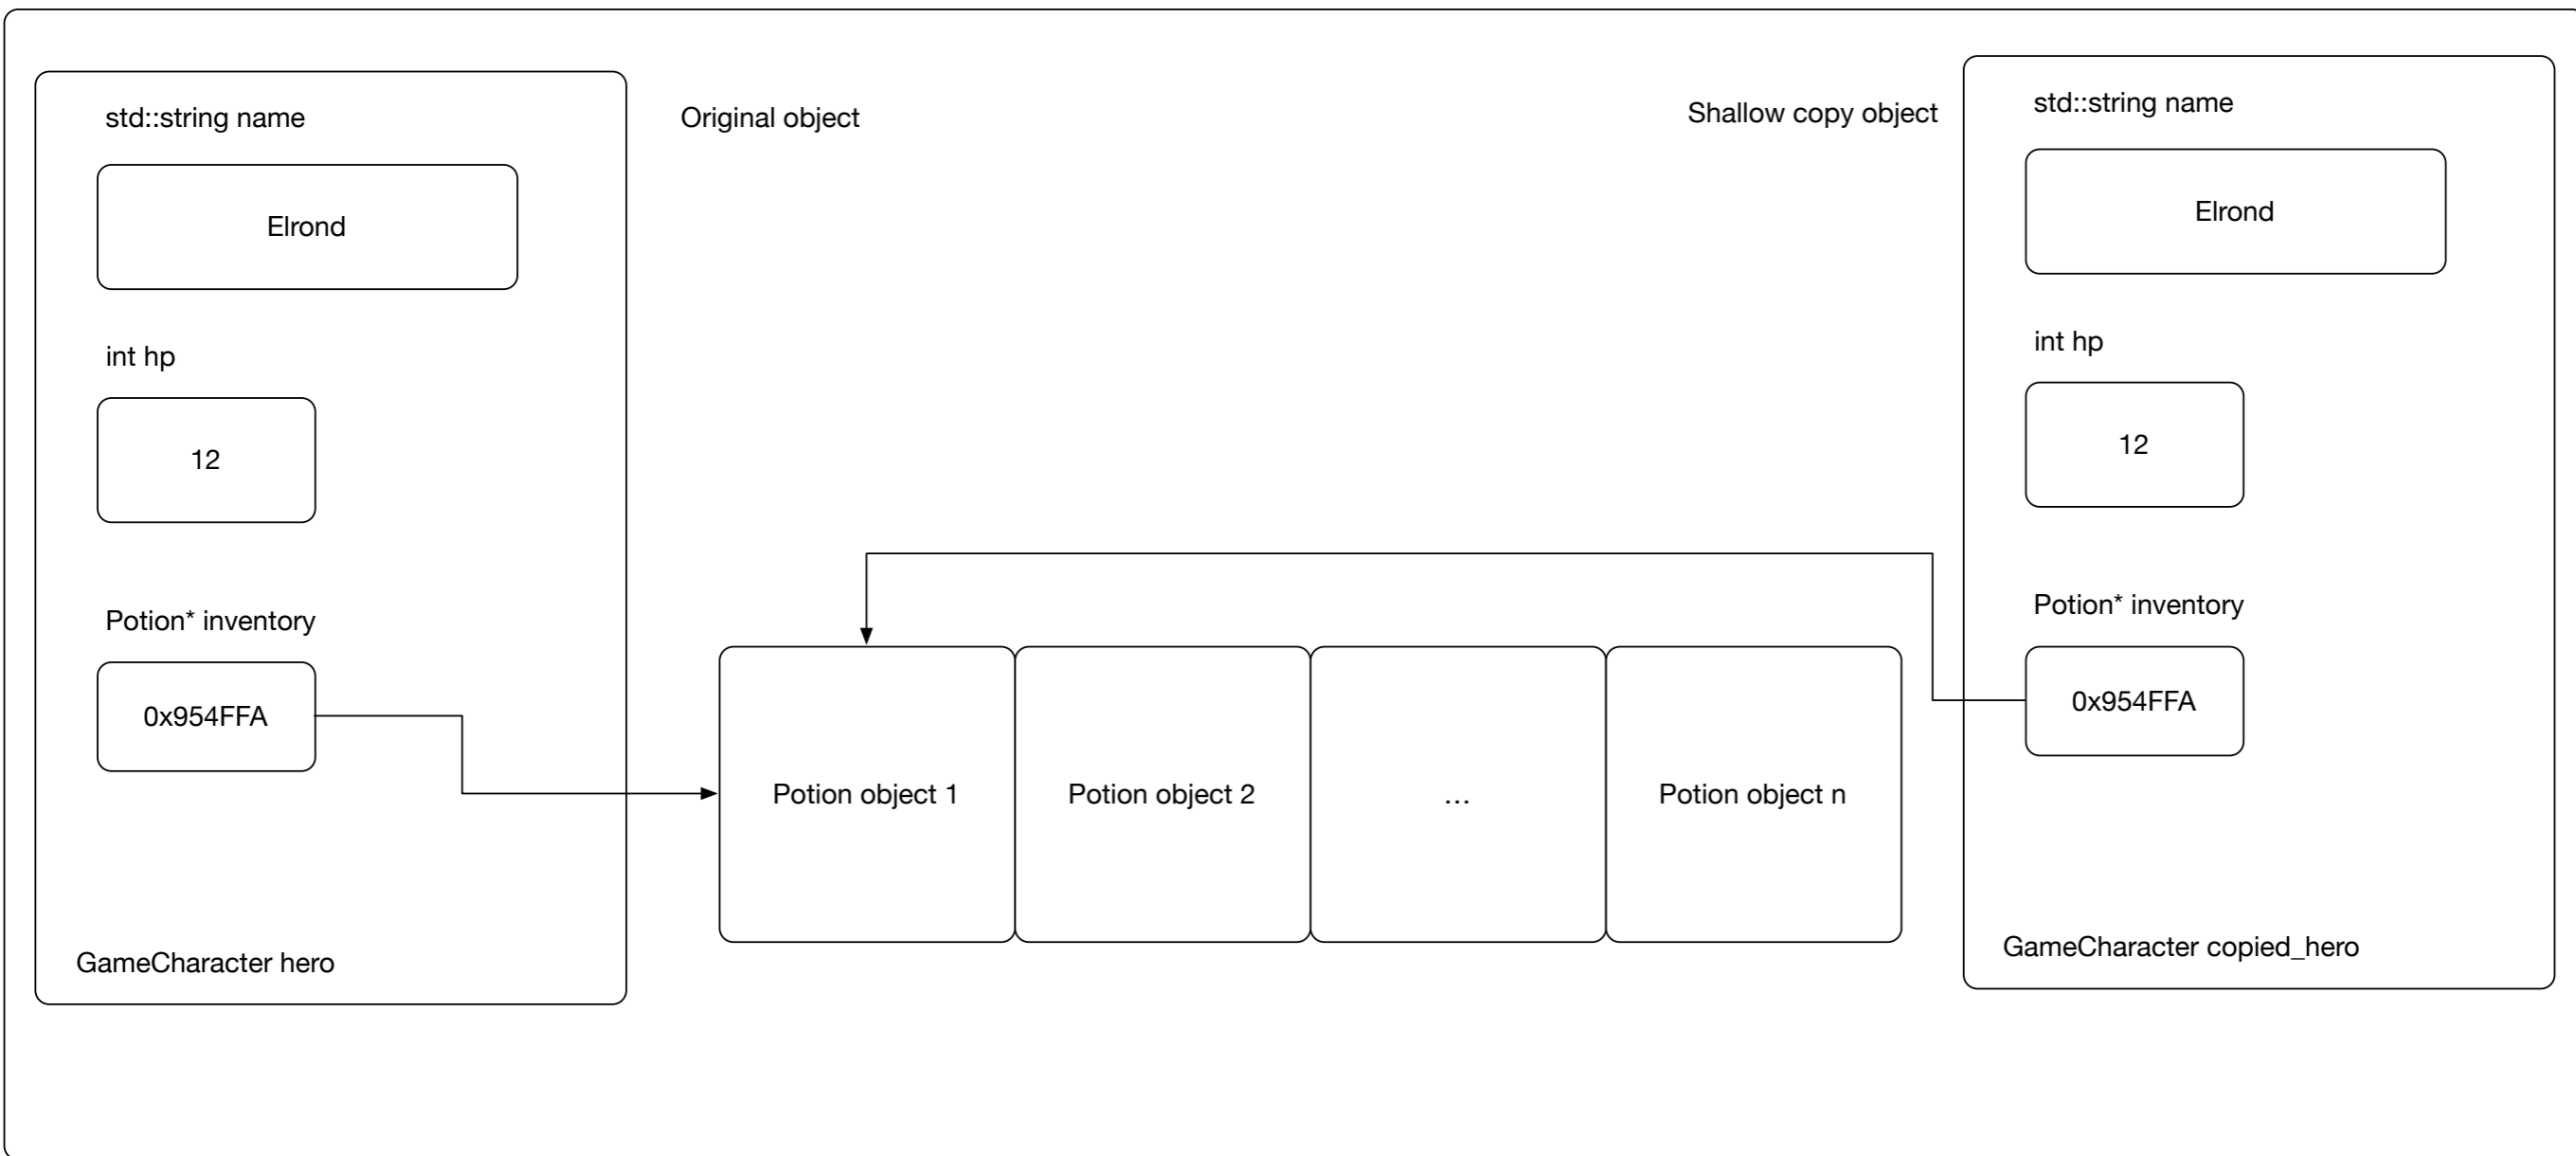 std::string name
Elrond
int hp
12
Potion* inventory
0x954FFA
GameCharacter hero
Original object
Potion object 1
Potion object 2
...
Potion object n
Shallow copy object
std::string name
Elrond
int hp
12
Potion* inventory
0x954FFA
GameCharacter copied_hero